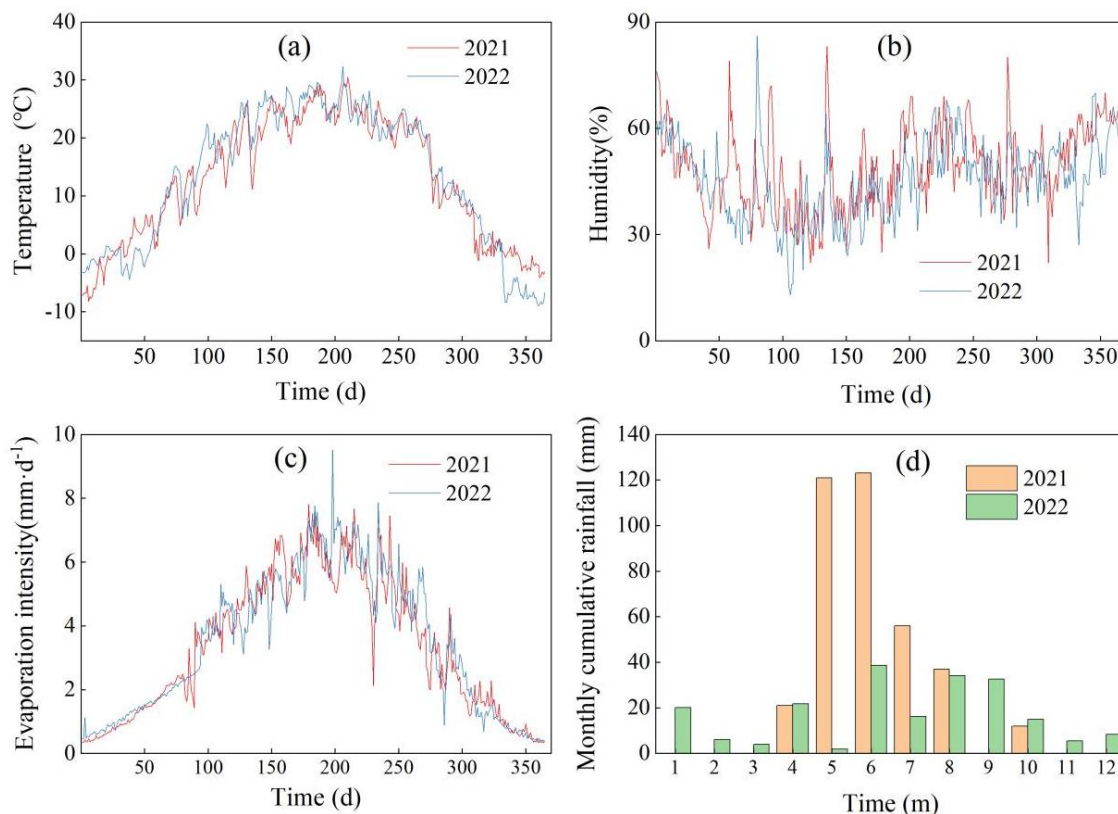 40
30
20
10
0
-10
Temperature (℃)
(a)
2021
2022
50 100 150 200 250 300 350
Time (d)
90
60
30
0
Humidity(%)
(b)
2021
2022
50 100 150 200 250 300 350
Time (d)
10
8
6
4
2
0
Evaporation intensity(mm·d⁻¹)
(c)
2021
2022
50 100 150 200 250 300 350
Time (d)
140
120
100
80
60
40
20
0
Monthly cumulative rainfall (mm)
(d)
2021
2022
1 2 3 4 5 6 7 8 9 10 11 12
Time (m)